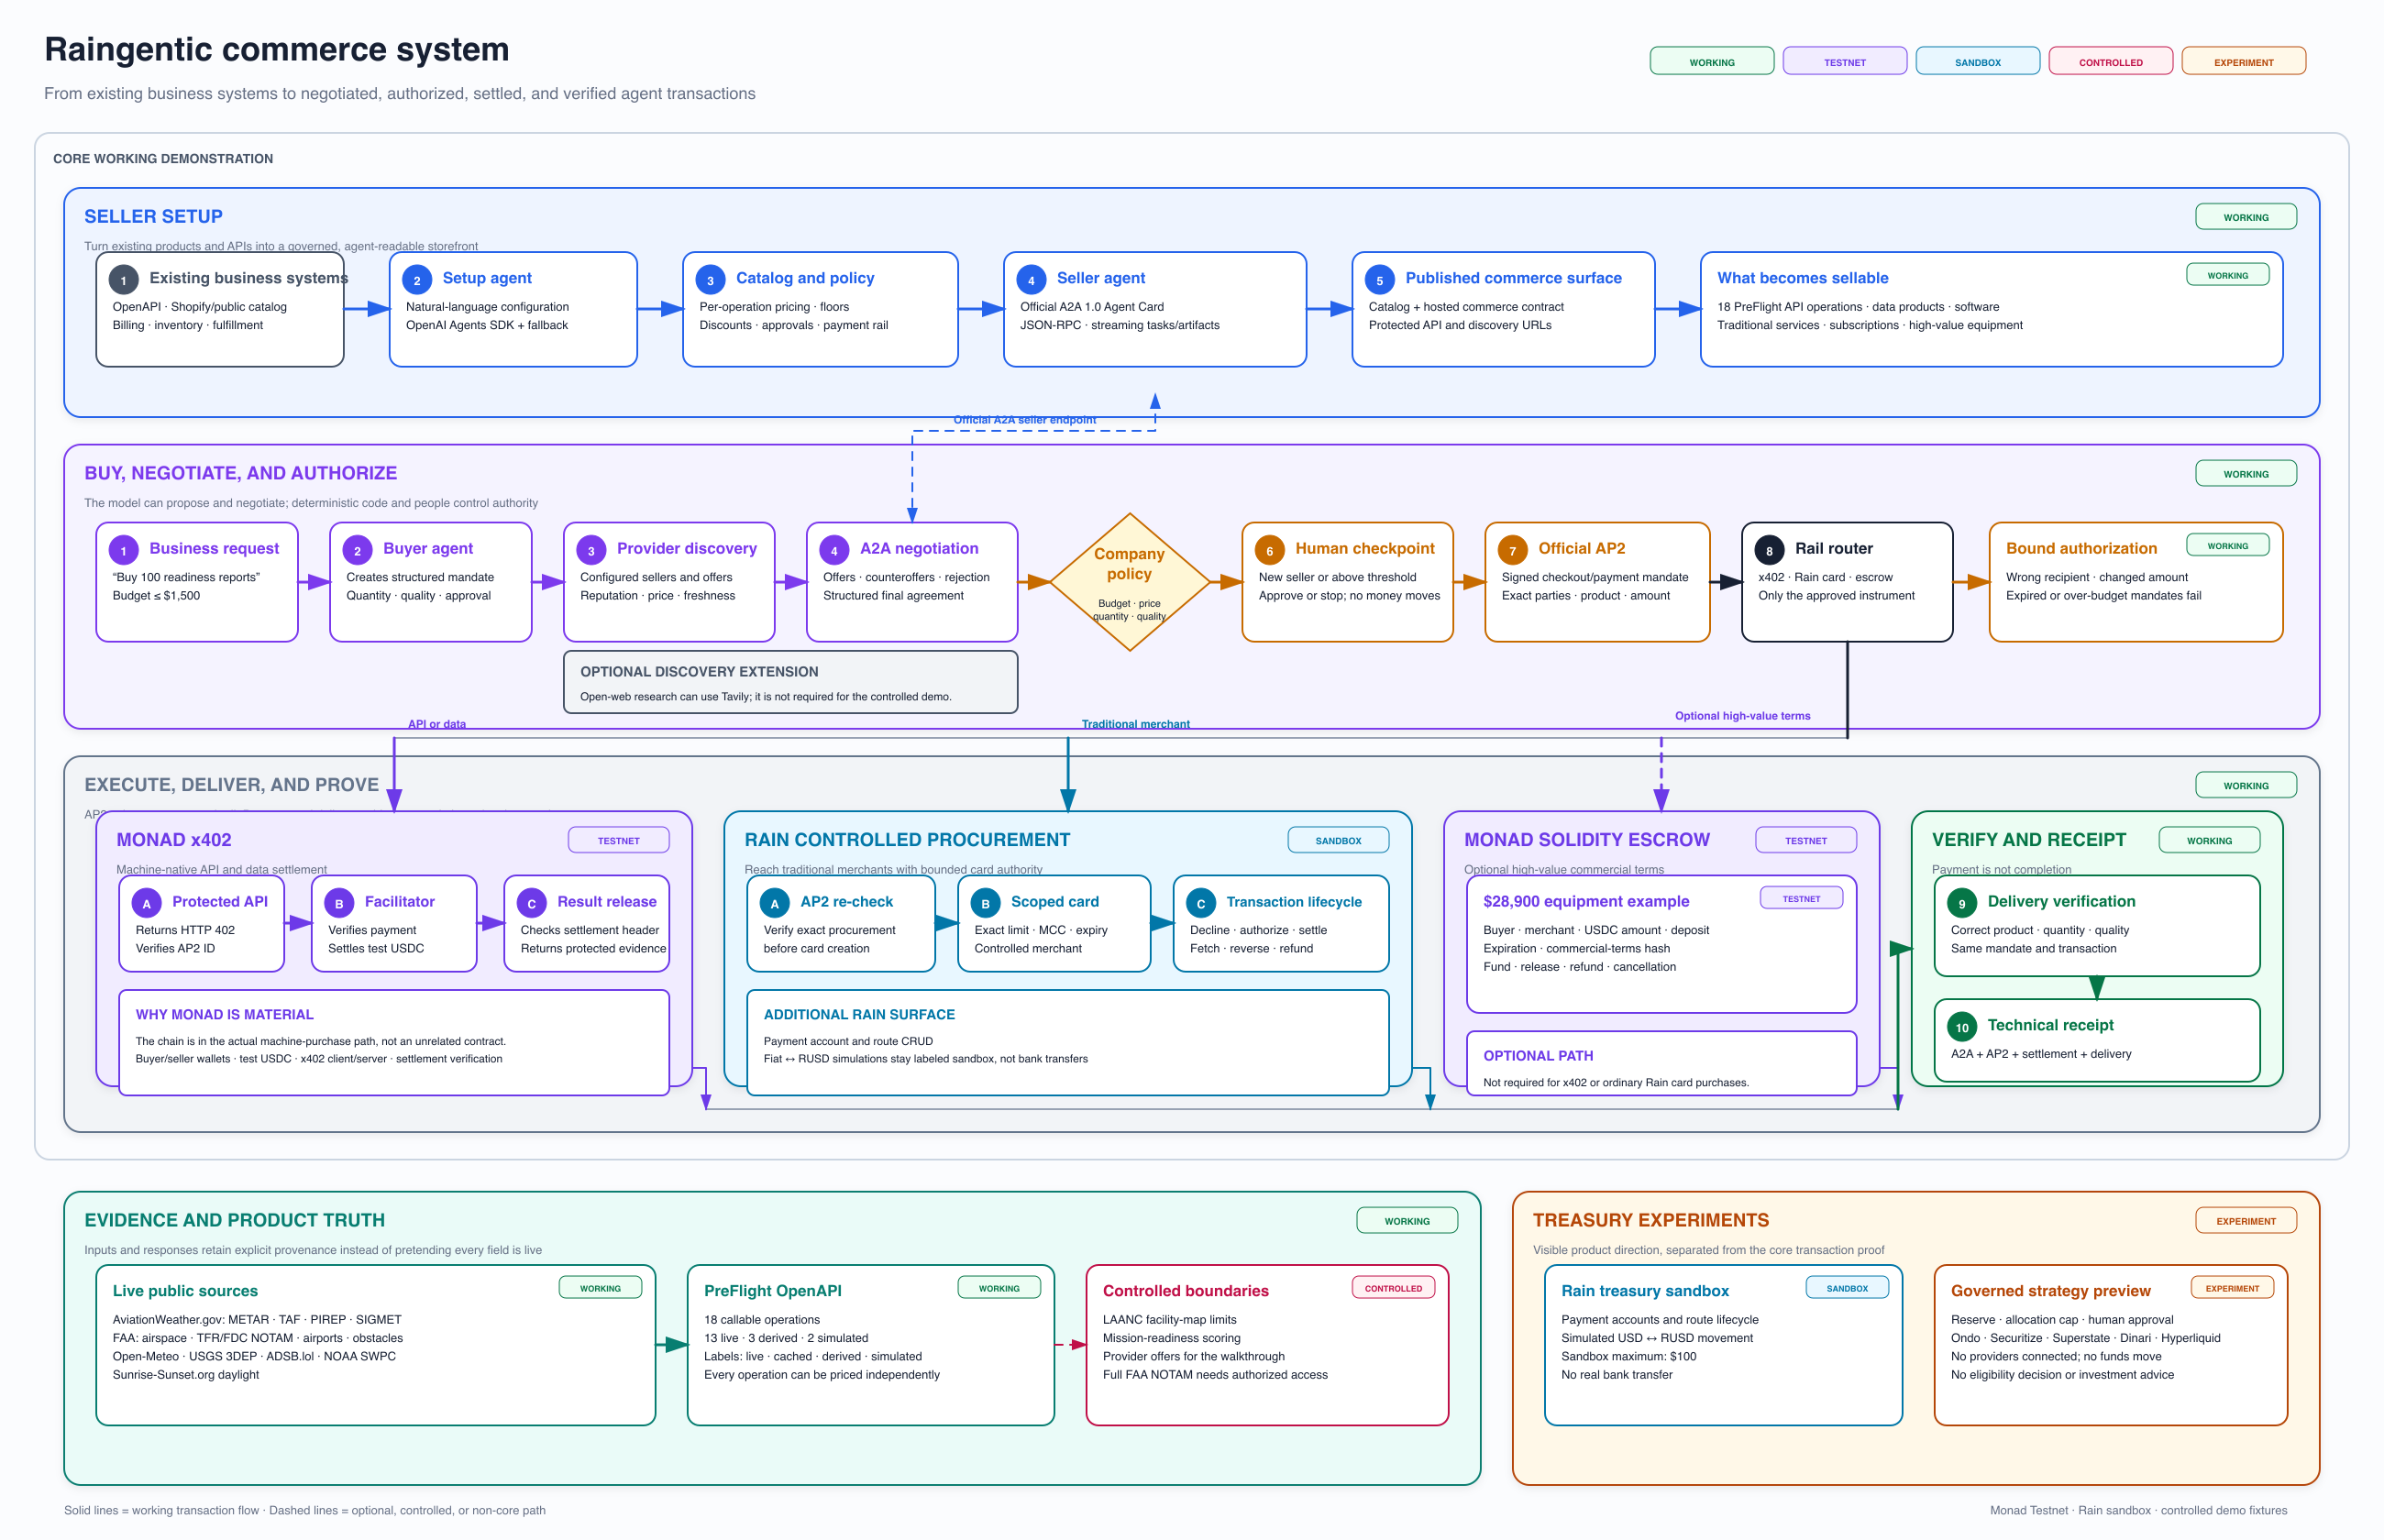 Raingentic commerce system
WORKING
TESTNET
SANDBOX
CONTROLLED
EXPERIMENT
From existing business systems to negotiated, authorized, settled, and verified agent transactions
CORE WORKING DEMONSTRATION
SELLER SETUP
WORKING
Turn existing products and APIs into a governed, agent-readable storefront
1 Existing business systems
OpenAPI · Shopify/public catalog
Billing · inventory · fulfillment
2 Setup agent
Natural-language configuration
OpenAI Agents SDK + fallback
3 Catalog and policy
Per-operation pricing · floors
Discounts · approvals · payment rail
4 Seller agent
Official A2A 1.0 Agent Card
JSON-RPC · streaming tasks/artifacts
5 Published commerce surface
Catalog + hosted commerce contract
Protected API and discovery URLs
What becomes sellable
WORKING
18 PreFlight API operations · data products · software
Traditional services · subscriptions · high-value equipment
Official A2A seller endpoint
BUY, NEGOTIATE, AND AUTHORIZE
WORKING
The model can propose and negotiate; deterministic code and people control authority
1 Business request
“Buy 100 readiness reports”
Budget ≤ $1,500
2 Buyer agent
Creates structured mandate
Quantity · quality · approval
3 Provider discovery
Configured sellers and offers
Reputation · price · freshness
4 A2A negotiation
Offers · counteroffers · rejection
Structured final agreement
Company
policy
Budget · price
quantity · quality
6 Human checkpoint
New seller or above threshold
Approve or stop; no money moves
7 Official AP2
Signed checkout/payment mandate
Exact parties · product · amount
8 Rail router
x402 · Rain card · escrow
Only the approved instrument
Bound authorization
WORKING
Wrong recipient · changed amount
Expired or over-budget mandates fail
OPTIONAL DISCOVERY EXTENSION
Open-web research can use Tavily; it is not required for the controlled demo.
API or data
Traditional merchant
Optional high-value terms
EXECUTE, DELIVER, AND PROVE
WORKING
MONAD x402
TESTNET
Machine-native API and data settlement
A Protected API
Returns HTTP 402
Verifies AP2 ID
B Facilitator
Verifies payment
Settles test USDC
C Result release
Checks settlement header
Returns protected evidence
WHY MONAD IS MATERIAL
The chain is in the actual machine-purchase path, not an unrelated contract.
Buyer/seller wallets · test USDC · x402 client/server · settlement verification
RAIN CONTROLLED PROCUREMENT
SANDBOX
Reach traditional merchants with bounded card authority
A AP2 re-check
Verify exact procurement
before card creation
B Scoped card
Exact limit · MCC · expiry
Controlled merchant
C Transaction lifecycle
Decline · authorize · settle
Fetch · reverse · refund
ADDITIONAL RAIN SURFACE
Payment account and route CRUD
Fiat ↔ RUSD simulations stay labeled sandbox, not bank transfers
MONAD SOLIDITY ESCROW
TESTNET
Optional high-value commercial terms
$28,900 equipment example
TESTNET
Buyer · merchant · USDC amount · deposit
Expiration · commercial-terms hash
Fund · release · refund · cancellation
OPTIONAL PATH
Not required for x402 or ordinary Rain card purchases.
VERIFY AND RECEIPT
WORKING
Payment is not completion
9 Delivery verification
Correct product · quantity · quality
Same mandate and transaction
10 Technical receipt
A2A + AP2 + settlement + delivery
EVIDENCE AND PRODUCT TRUTH
WORKING
Inputs and responses retain explicit provenance instead of pretending every field is live
Live public sources
WORKING
AviationWeather.gov: METAR · TAF · PIREP · SIGMET
FAA: airspace · TFR/FDC NOTAM · airports · obstacles
Open-Meteo · USGS 3DEP · ADSB.lol · NOAA SWPC
Sunrise-Sunset.org daylight
PreFlight OpenAPI
WORKING
18 callable operations
13 live · 3 derived · 2 simulated
Labels: live · cached · derived · simulated
Every operation can be priced independently
Controlled boundaries
CONTROLLED
LAANC facility-map limits
Mission-readiness scoring
Provider offers for the walkthrough
Full FAA NOTAM needs authorized access
TREASURY EXPERIMENTS
EXPERIMENT
Visible product direction, separated from the core transaction proof
Rain treasury sandbox
SANDBOX
Payment accounts and route lifecycle
Simulated USD ↔ RUSD movement
Sandbox maximum: $100
No real bank transfer
Governed strategy preview
EXPERIMENT
Reserve · allocation cap · human approval
Ondo · Securitize · Superstate · Dinari · Hyperliquid
No providers connected; no funds move
No eligibility decision or investment advice
Solid lines = working transaction flow · Dashed lines = optional, controlled, or non-core path
Monad Testnet · Rain sandbox · controlled demo fixtures